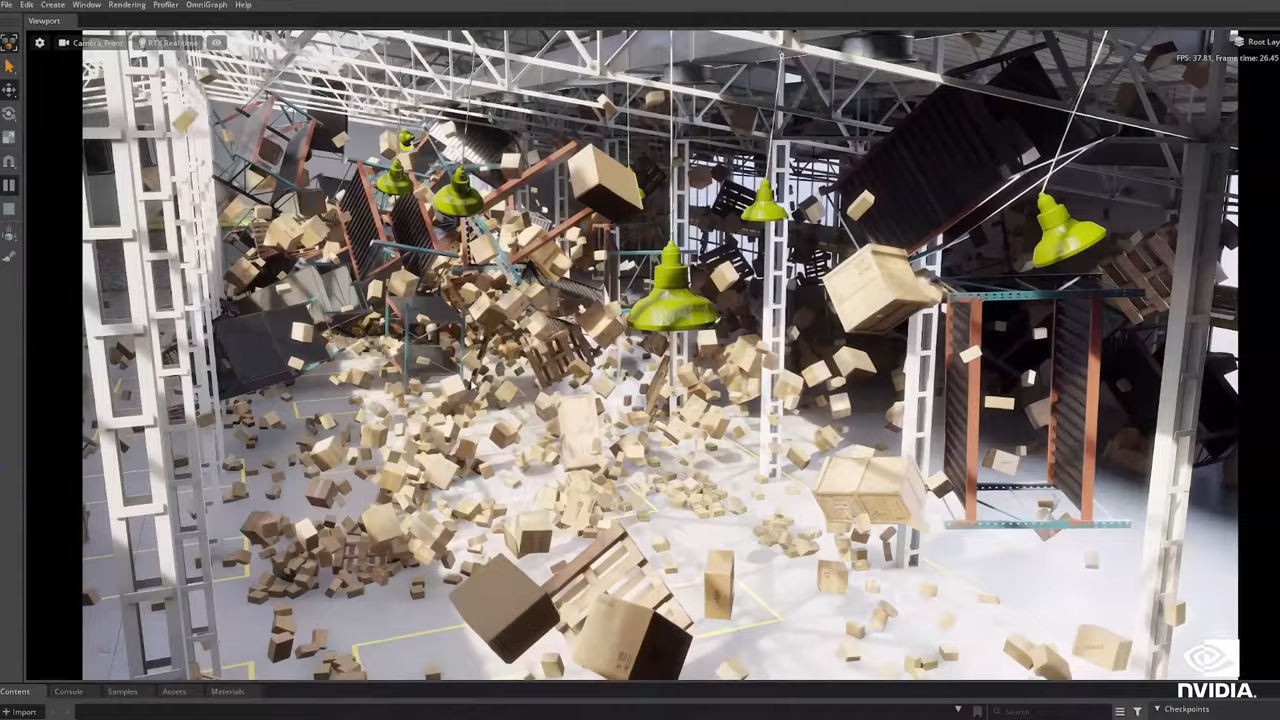 File Edit Create Window Rendering Profiler OmniGraph Help
Viewport
Camera_Front RTX Real-time Root Lay
FPS: 37.81, Frame time: 26.45
NVIDIA.
Content Console Samples Assets Materials
Import Search Checkpoints